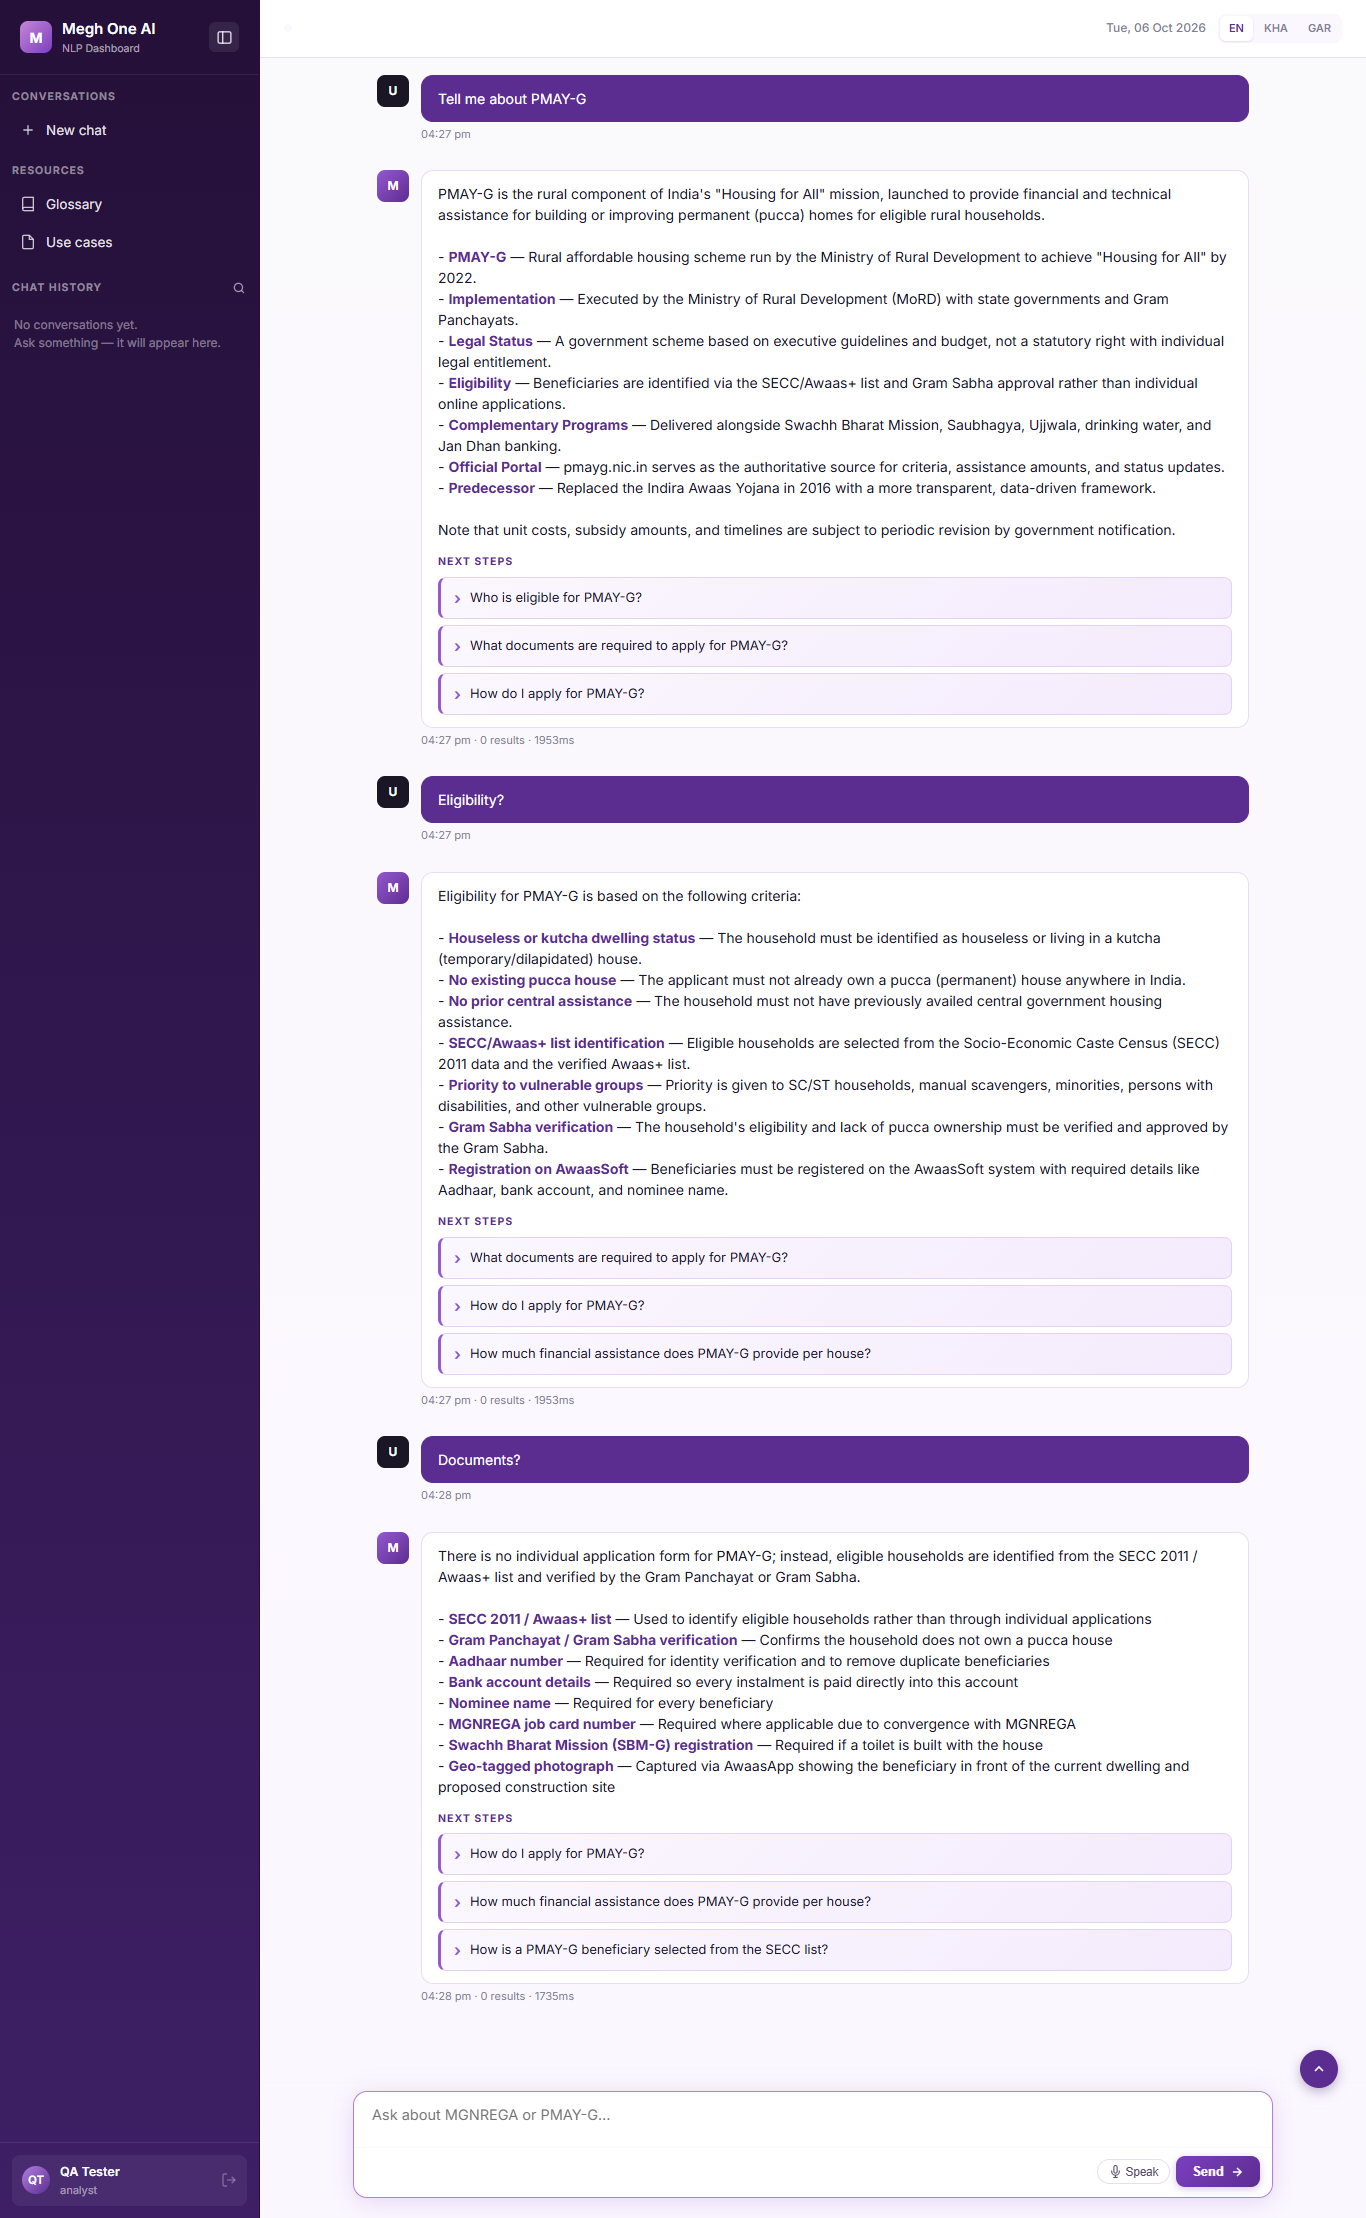 M
Megh One AI
NLP Dashboard
CONVERSATIONS
+ New chat
RESOURCES
Glossary
Use cases
CHAT HISTORY
No conversations yet.
Ask something — it will appear here.
QT
QA Tester
analyst
Tue, 06 Oct 2026
EN
KHA
GAR
U
Tell me about PMAY-G
04:27 pm
M
PMAY-G is the rural component of India's "Housing for All" mission, launched to provide financial and technical
assistance for building or improving permanent (pucca) homes for eligible rural households.
- PMAY-G — Rural affordable housing scheme run by the Ministry of Rural Development to achieve "Housing for All" by
2022.
- Implementation — Executed by the Ministry of Rural Development (MoRD) with state governments and Gram
Panchayats.
- Legal Status — A government scheme based on executive guidelines and budget, not a statutory right with individual
legal entitlement.
- Eligibility — Beneficiaries are identified via the SECC/Awaas+ list and Gram Sabha approval rather than individual
online applications.
- Complementary Programs — Delivered alongside Swachh Bharat Mission, Saubhagya, Ujjwala, drinking water, and
Jan Dhan banking.
- Official Portal — pmayg.nic.in serves as the authoritative source for criteria, assistance amounts, and status updates.
- Predecessor — Replaced the Indira Awaas Yojana in 2016 with a more transparent, data-driven framework.
Note that unit costs, subsidy amounts, and timelines are subject to periodic revision by government notification.
NEXT STEPS
› Who is eligible for PMAY-G?
› What documents are required to apply for PMAY-G?
› How do I apply for PMAY-G?
04:27 pm · 0 results · 1953ms
U
Eligibility?
04:27 pm
M
Eligibility for PMAY-G is based on the following criteria:
- Houseless or kutcha dwelling status — The household must be identified as houseless or living in a kutcha
(temporary/dilapidated) house.
- No existing pucca house — The applicant must not already own a pucca (permanent) house anywhere in India.
- No prior central assistance — The household must not have previously availed central government housing
assistance.
- SECC/Awaas+ list identification — Eligible households are selected from the Socio-Economic Caste Census (SECC)
2011 data and the verified Awaas+ list.
- Priority to vulnerable groups — Priority is given to SC/ST households, manual scavengers, minorities, persons with
disabilities, and other vulnerable groups.
- Gram Sabha verification — The household's eligibility and lack of pucca ownership must be verified and approved by
the Gram Sabha.
- Registration on AwaasSoft — Beneficiaries must be registered on the AwaasSoft system with required details like
Aadhaar, bank account, and nominee name.
NEXT STEPS
› What documents are required to apply for PMAY-G?
› How do I apply for PMAY-G?
› How much financial assistance does PMAY-G provide per house?
04:27 pm · 0 results · 1953ms
U
Documents?
04:28 pm
M
There is no individual application form for PMAY-G; instead, eligible households are identified from the SECC 2011 /
Awaas+ list and verified by the Gram Panchayat or Gram Sabha.
- SECC 2011 / Awaas+ list — Used to identify eligible households rather than through individual applications
- Gram Panchayat / Gram Sabha verification — Confirms the household does not own a pucca house
- Aadhaar number — Required for identity verification and to remove duplicate beneficiaries
- Bank account details — Required so every instalment is paid directly into this account
- Nominee name — Required for every beneficiary
- MGNREGA job card number — Required where applicable due to convergence with MGNREGA
- Swachh Bharat Mission (SBM-G) registration — Required if a toilet is built with the house
- Geo-tagged photograph — Captured via AwaasApp showing the beneficiary in front of the current dwelling and
proposed construction site
NEXT STEPS
› How do I apply for PMAY-G?
› How much financial assistance does PMAY-G provide per house?
› How is a PMAY-G beneficiary selected from the SECC list?
04:28 pm · 0 results · 1735ms
Ask about MGNREGA or PMAY-G...
Speak
Send →